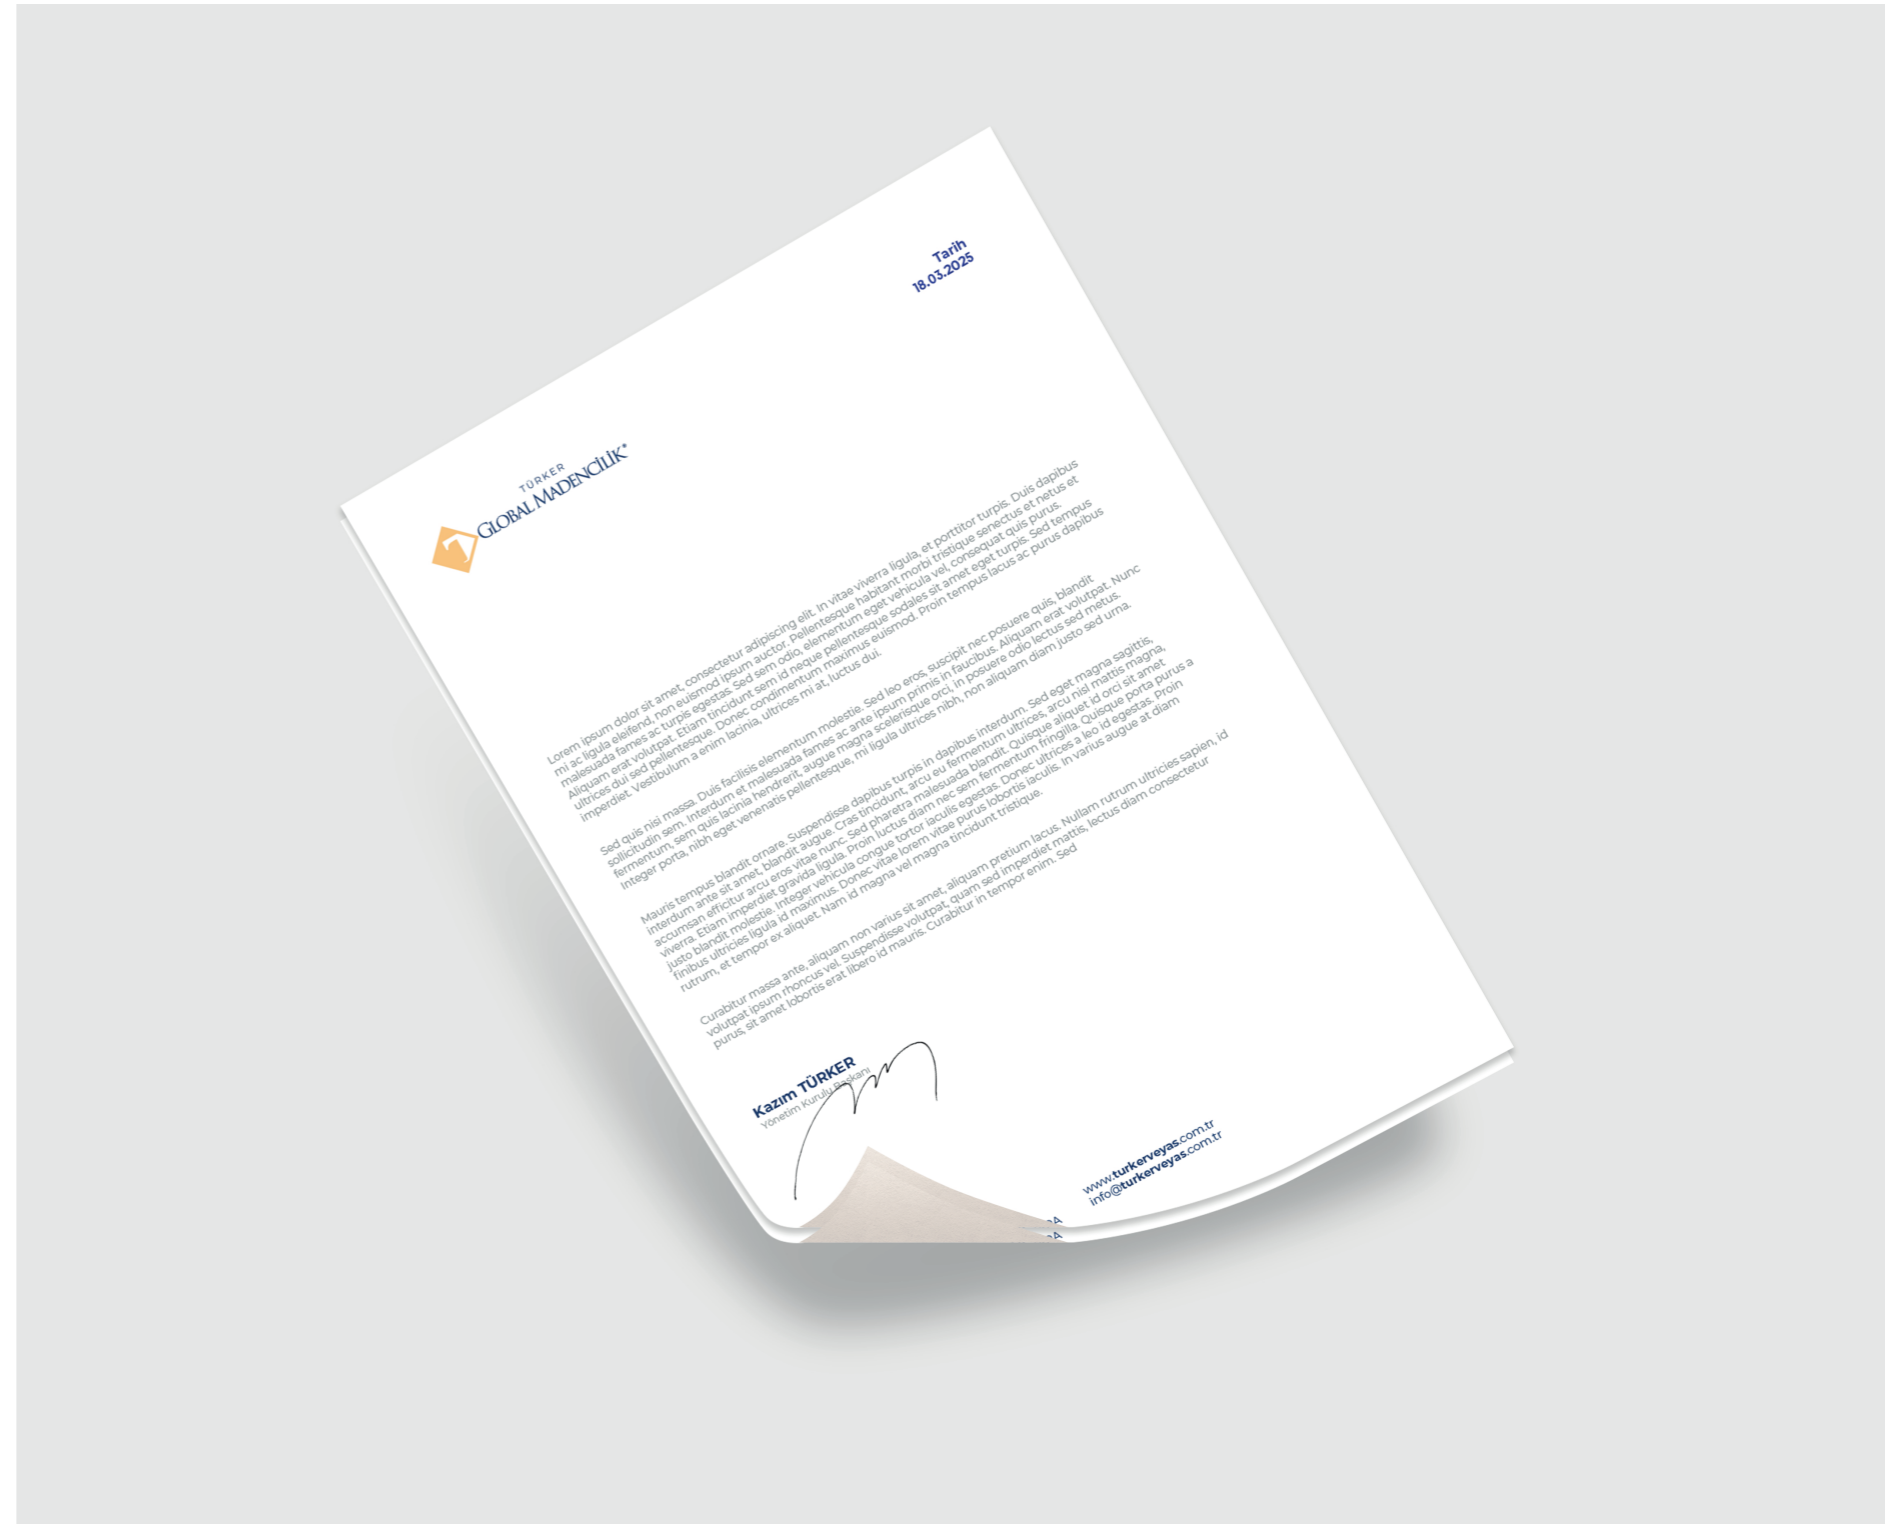 Tarih
18.03.2025
TÜRKER
GLOBAL MADENCİLİK®
Lorem ipsum dolor sit amet, consectetur adipiscing elit. In vitae viverra ligula, et porttitor turpis. Duis dapibus
mi ac ligula eleifend, non euismod ipsum auctor. Pellentesque habitant morbi tristique senectus et netus et
malesuada fames ac turpis egestas. Sed sem odio, elementum eget vehicula vel, consequat quis purus.
Aliquam erat volutpat. Etiam tincidunt sem id neque pellentesque sodales sit amet eget turpis. Sed tempus
ultrices dui sed pellentesque. Donec condimentum maximus euismod. Proin tempus lacus ac purus dapibus
imperdiet. Vestibulum a enim lacinia, ultrices mi at, luctus dui.
Sed quis nisi massa. Duis facilisis elementum molestie. Sed leo eros, suscipit nec posuere quis, blandit
sollicitudin sem. Interdum et malesuada fames ac ante ipsum primis in faucibus. Aliquam erat volutpat. Nunc
fermentum, sem quis lacinia hendrerit, augue magna scelerisque orci, in posuere odio lectus sed metus.
Integer porta, nibh eget venenatis pellentesque, mi ligula ultrices nibh, non aliquam diam justo sed urna.
Mauris tempus blandit ornare. Suspendisse dapibus turpis in dapibus interdum. Sed eget magna sagittis,
interdum ante sit amet, blandit augue. Cras tincidunt, arcu eu fermentum ultrices, arcu nisl mattis magna,
accumsan efficitur arcu eros vitae nunc. Sed pharetra malesuada blandit. Quisque aliquet id orci sit amet
viverra. Etiam imperdiet gravida ligula. Proin luctus diam nec sem fermentum fringilla. Quisque porta purus a
justo blandit molestie. Integer vehicula congue tortor iaculis egestas. Donec ultrices a leo id egestas. Proin
finibus ultricies ligula id maximus. Donec vitae lorem vitae purus lobortis iaculis. In varius augue at diam
rutrum, et tempor ex aliquet. Nam id magna vel magna tincidunt tristique.
Curabitur massa ante, aliquam non varius sit amet, aliquam pretium lacus. Nullam rutrum ultricies sapien, id
volutpat ipsum rhoncus vel. Suspendisse volutpat, quam sed imperdiet mattis, lectus diam consectetur
purus, sit amet lobortis erat libero id mauris. Curabitur in tempor enim. Sed
Kazım TÜRKER
Yönetim Kurulu Başkanı
www.turkerveyas.com.tr
info@turkerveyas.com.tr